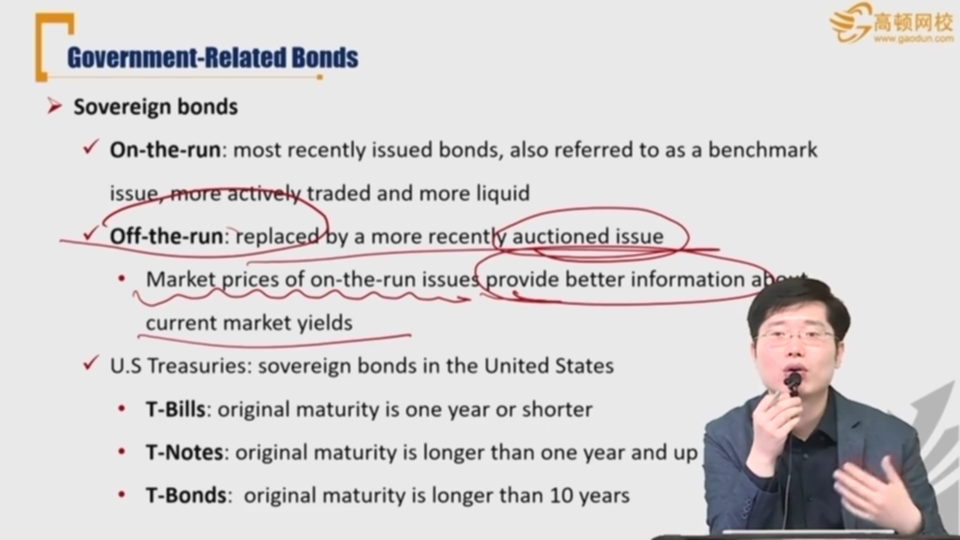 高顿网校
www.gaodun.com
Government-Related Bonds
Sovereign bonds
On-the-run: most recently issued bonds, also referred to as a benchmark
issue, more actively traded and more liquid
Off-the-run: replaced by a more recently auctioned issue
Market prices of on-the-run issues provide better information about
current market yields
U.S Treasuries: sovereign bonds in the United States
T-Bills: original maturity is one year or shorter
T-Notes: original maturity is longer than one year and up
T-Bonds: original maturity is longer than 10 years